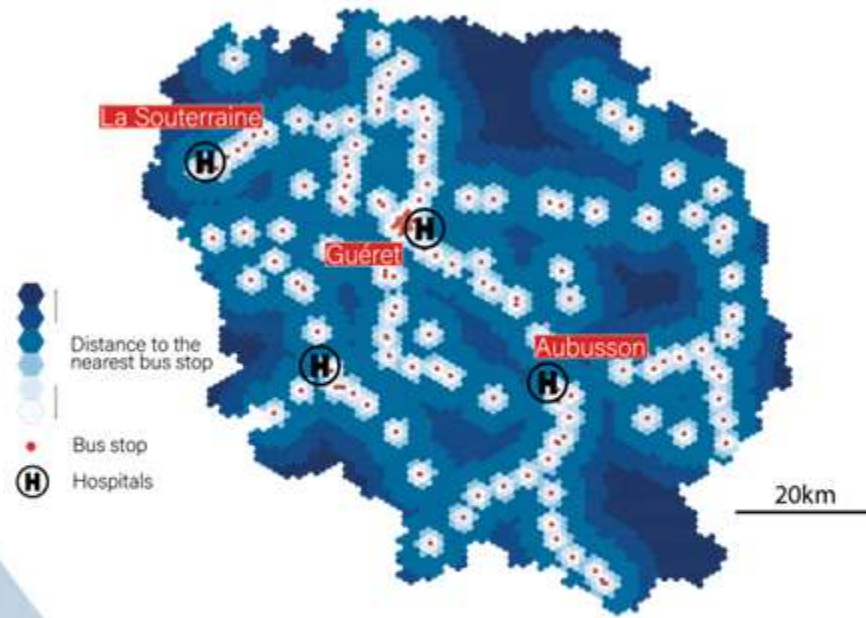 La Souterraine
H
H
Guéret
Distance to the
nearest bus stop
Aubusson
H
H
Bus stop
H
Hospitals
20km